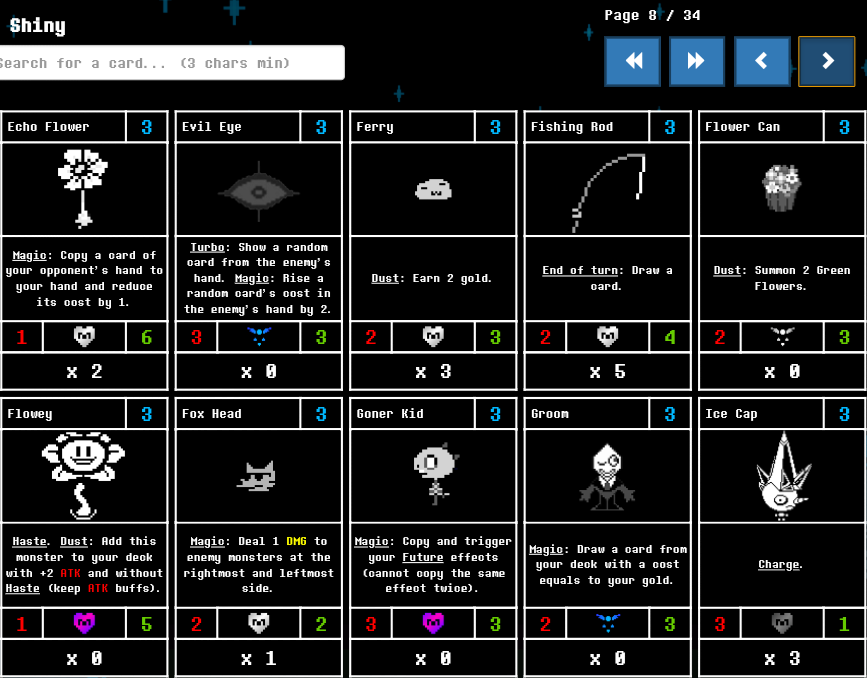 Shiny
Page 8 / 34
Search for a card... (3 chars min)
Echo Flower 3
Magic: Copy a card of
your opponent's hand to
your hand and reduce
its cost by 1.
1 6
x 2
Evil Eye 3
Turbo: Show a random
card from the enemy's
hand. Magic: Rise a
random card's cost in
the enemy's hand by 2.
3 3
x 0
Ferry 3
Dust: Earn 2 gold.
2 3
x 3
Fishing Rod 3
End of turn: Draw a
card.
2 4
x 5
Flower Can 3
Dust: Summon 2 Green
Flowers.
2 3
x 0
Flowey 3
Haste. Dust: Add this
monster to your deck
with +2 ATK and without
Haste (keep ATK buffs).
1 5
x 0
Fox Head 3
Magic: Deal 1 DMG to
enemy monsters at the
rightmost and leftmost
side.
2 2
x 1
Goner Kid 3
Magic: Copy and trigger
your Future effects
(cannot copy the same
effect twice).
3 3
x 0
Groom 3
Magic: Draw a card from
your deck with a cost
equals to your gold.
2 3
x 0
Ice Cap 3
Charge.
3 1
x 3